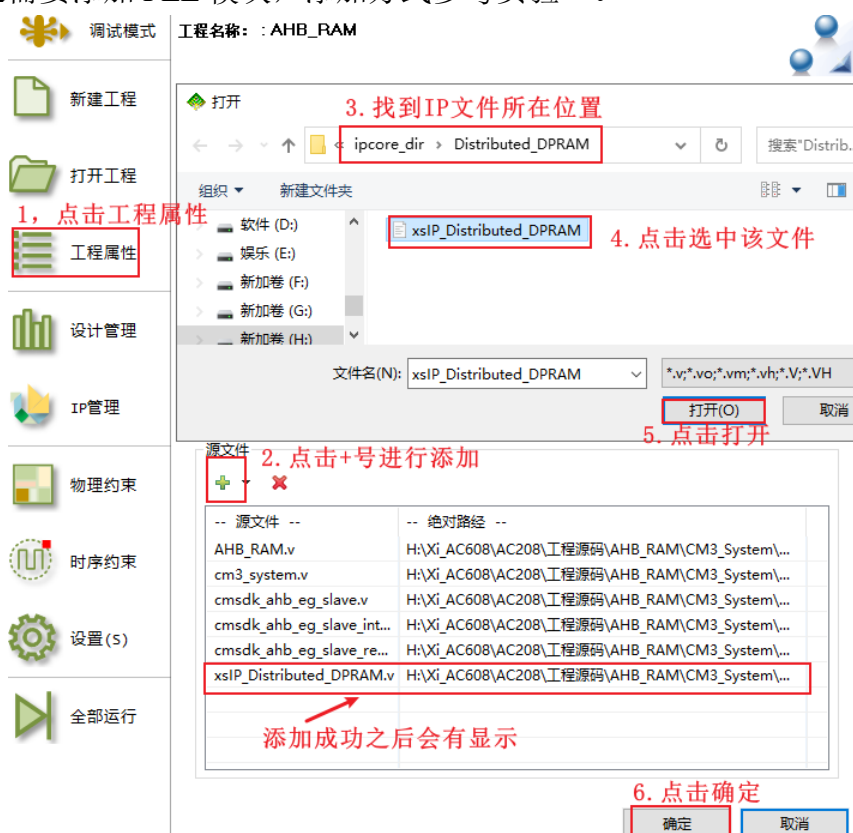 调试模式
工程名称： : AHB_RAM
新建工程
打开
3. 找到IP文件所在位置
« ipcore_dir › Distributed_DPRAM
搜索"Distrib...
打开工程
组织 新建文件夹
1, 点击工程属性
软件 (D:)
xsIP_Distributed_DPRAM
4. 点击选中该文件
工程属性
娱乐 (E:)
新加卷 (F:)
新加卷 (G:)
设计管理
新加卷 (H:)
文件名(N): xsIP_Distributed_DPRAM
*.v;*.vo;*.vm;*.vh;*.V;*.VH
IP管理
打开(O) 取消
5. 点击打开
源文件
2. 点击+号进行添加
物理约束
-- 源文件 -- -- 绝对路径 --
AHB_RAM.v H:\Xi_AC608\AC208\工程源码\AHB_RAM\CM3_System\...
时序约束
cm3_system.v H:\Xi_AC608\AC208\工程源码\AHB_RAM\CM3_System\...
cmsdk_ahb_eg_slave.v H:\Xi_AC608\AC208\工程源码\AHB_RAM\CM3_System\...
cmsdk_ahb_eg_slave_int... H:\Xi_AC608\AC208\工程源码\AHB_RAM\CM3_System\...
设置(S)
cmsdk_ahb_eg_slave_re... H:\Xi_AC608\AC208\工程源码\AHB_RAM\CM3_System\...
xsIP_Distributed_DPRAM.v H:\Xi_AC608\AC208\工程源码\AHB_RAM\CM3_System\...
全部运行
添加成功之后会有显示
6. 点击确定
确定 取消